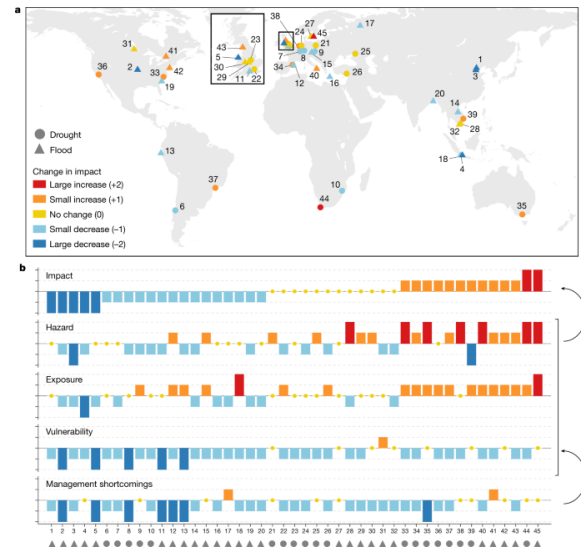 a
38
27
45
17
31
41
43
23
24
21
25
1
36
2
42
5
7
9
33
30
8
15
3
29
34
40
26
19
11
22
12
16
20
14
39
Drought
32
28
Flood
13
18
4
Change in impact
37
10
Large increase (+2)
6
44
35
Small increase (+1)
No change (0)
Small decrease (–1)
Large decrease (–2)
b
Impact
Hazard
Exposure
Vulnerability
Management shortcomings
1 2 3 4 5 6 7 8 9 10 11 12 13 14 15 16 17 18 19 20 21 22 23 24 25 26 27 28 29 30 31 32 33 34 35 36 37 38 39 40 41 42 43 44 45